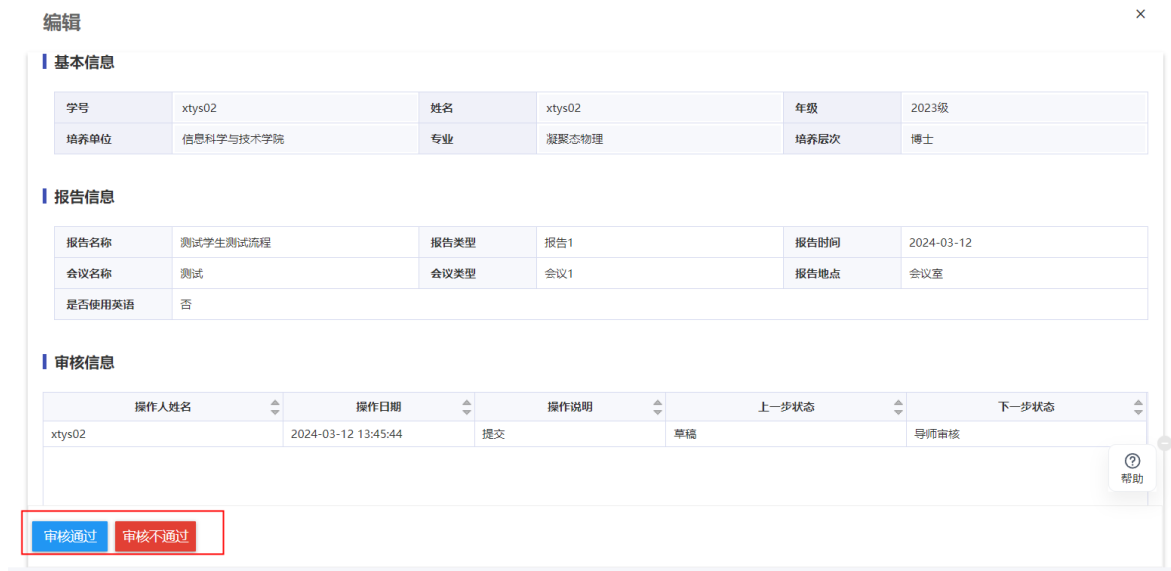 编辑 ×
基本信息
学号 xtys02 姓名 xtys02 年级 2023级
培养单位 信息科学与技术学院 专业 凝聚态物理 培养层次 博士
报告信息
报告名称 测试学生测试流程 报告类型 报告1 报告时间 2024-03-12
会议名称 测试 会议类型 会议1 报告地点 会议室
是否使用英语 否
审核信息
操作人姓名 操作日期 操作说明 上一步状态 下一步状态
xtys02 2024-03-12 13:45:44 提交 草稿 导师审核
帮助
审核通过 审核不通过